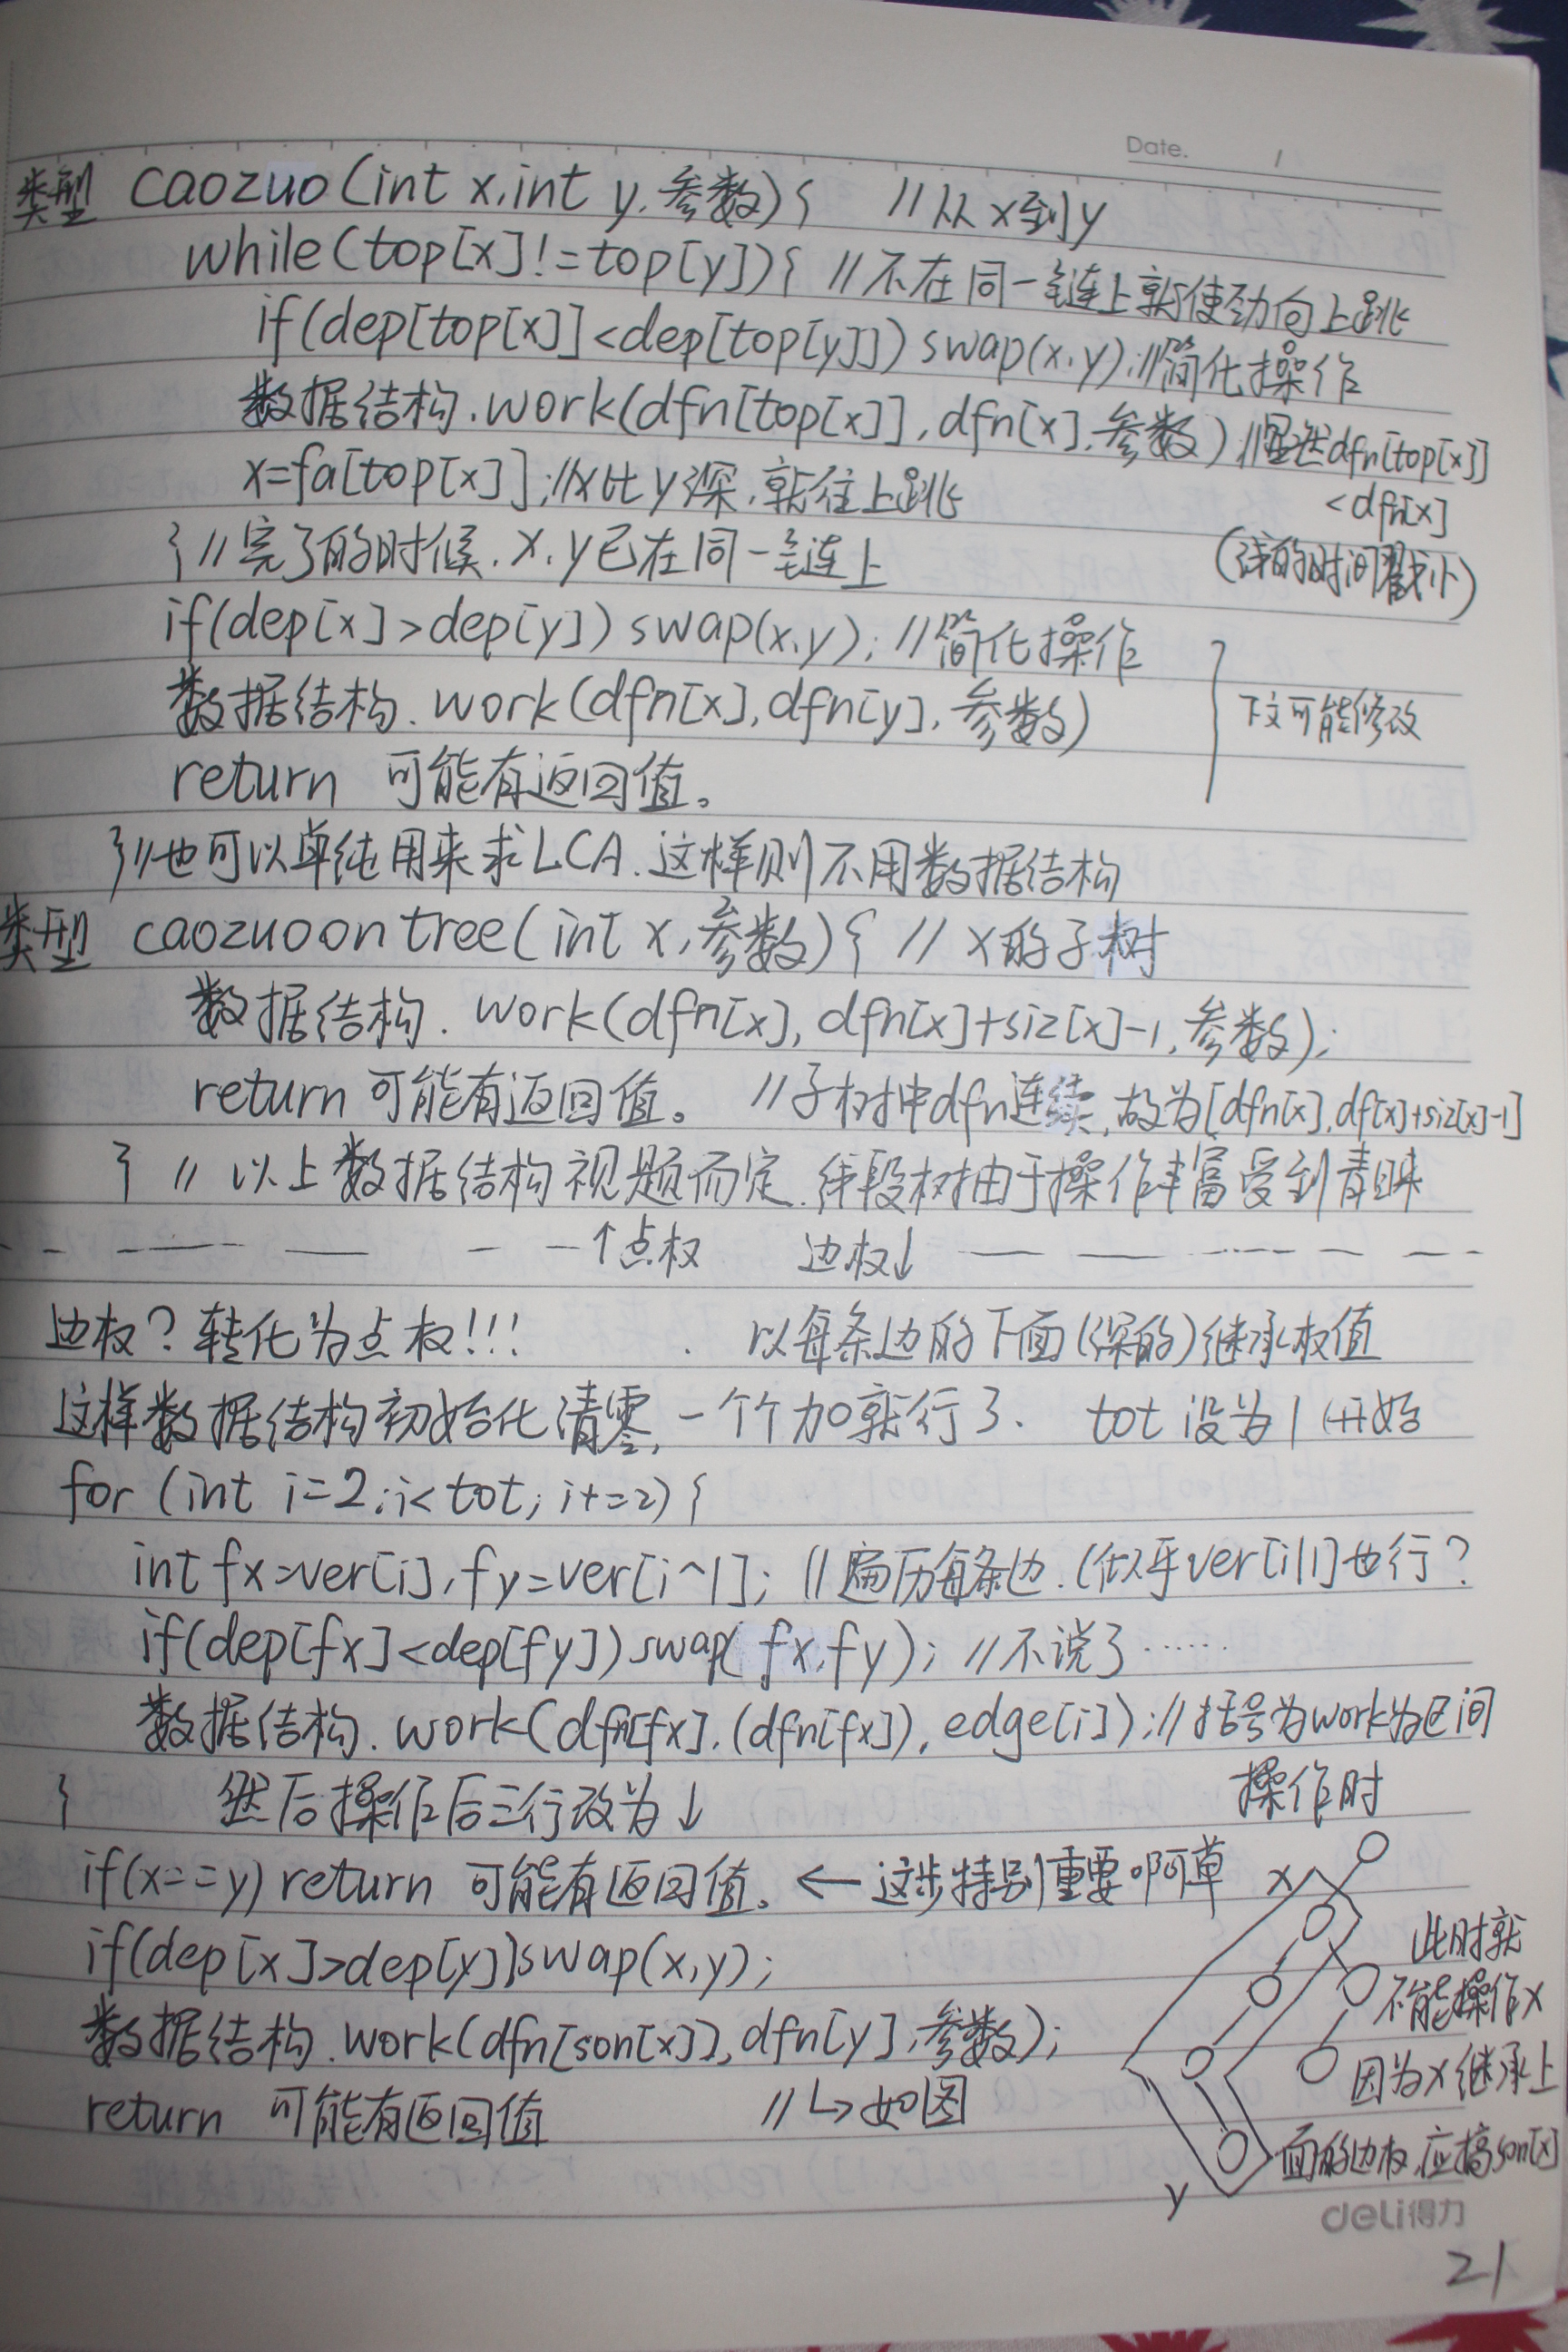 Date. /
类型 caozuo(int x,int y,参数){ //从x到y
while(top[x]!=top[y]){ //不在同一链上就使劲向上跳
if(dep[top[x]]<dep[top[y]])swap(x,y);//简化操作
数据结构.work(dfn[top[x]],dfn[x],参数);//显然dfn[top[x]]
<dfn[x]
x=fa[top[x]];//x比y深,就往上跳
(浅的时间戳小)
}//完了的时候,x,y已在同一链上
if(dep[x]>dep[y])swap(x,y); //简化操作
数据结构.work(dfn[x],dfn[y],参数)
下文可能修改
return 可能有返回值。
}//也可以单纯用来求LCA.这样则不用数据结构
类型 caozuoontree(int x,参数){ // x的子树
数据结构.work(dfn[x],dfn[x]+siz[x]-1,参数);
return 可能有返回值。 //子树中dfn连续,故为[dfn[x],df[x]+siz[x]-1]
} // 以上数据结构视题而定.线段树由于操作丰富受到青睐
↑点权 边权↓
边权?转化为点权!!! 以每条边的下面(深的)继承权值
这样数据结构初始化清零,一个个加就行了. tot设为1开始
for (int i=2;i<tot;i+=2){
int fx=ver[i],fy=ver[i^1]; //遍历每条边.(似乎ver[i|1]也行?
if(dep[fx]<dep[fy])swap(fx,fy); //不说了……
数据结构.work(dfn[fx],(dfn[fx]),edge[i]);//括号为work为区间
操作时
} 然后操作后三行改为↓
if(x==y)return 可能有返回值。 ← 这步特别重要啊草
if(dep[x]>dep[y])swap(x,y);
数据结构.work(dfn[son[x]],dfn[y],参数);
return 可能有返回值 //↳如图
x
此时就
不能操作x
因为x继承上
面的边权,应搞son[x]
y
deli得力
21